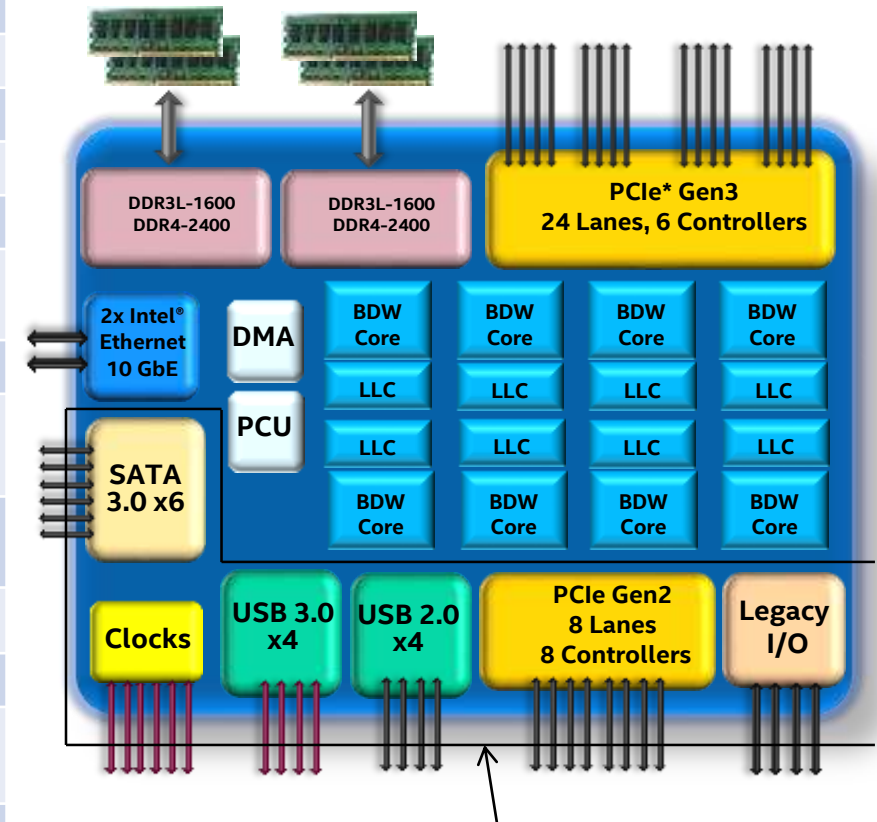 DDR3L-1600
DDR4-2400
DDR3L-1600
DDR4-2400
PCIe* Gen3
24 Lanes, 6 Controllers
2x Intel®
Ethernet
10 GbE
DMA
PCU
BDW
Core
BDW
Core
BDW
Core
BDW
Core
LLC
LLC
LLC
LLC
LLC
LLC
LLC
LLC
BDW
Core
BDW
Core
BDW
Core
BDW
Core
SATA
3.0 x6
Clocks
USB 3.0
x4
USB 2.0
x4
PCIe Gen2
8 Lanes
8 Controllers
Legacy
I/O